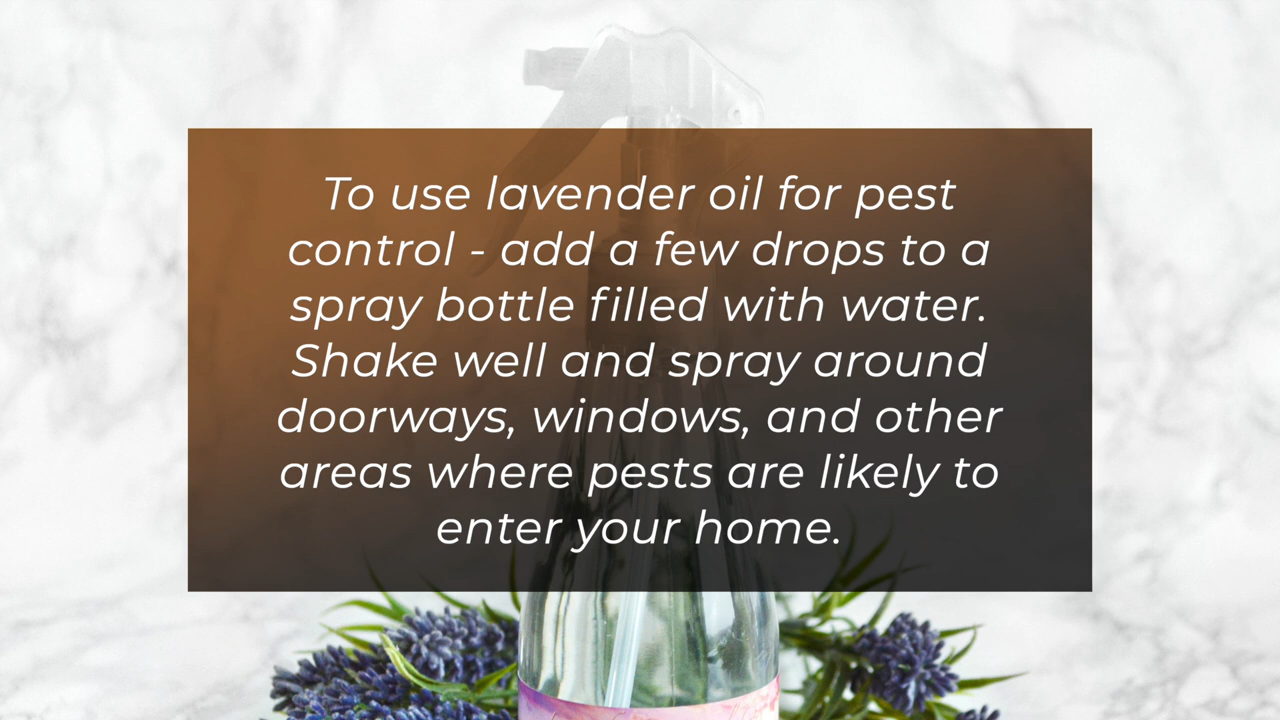 To use lavender oil for pest
control - add a few drops to a
spray bottle filled with water.
Shake well and spray around
doorways, windows, and other
areas where pests are likely to
enter your home.